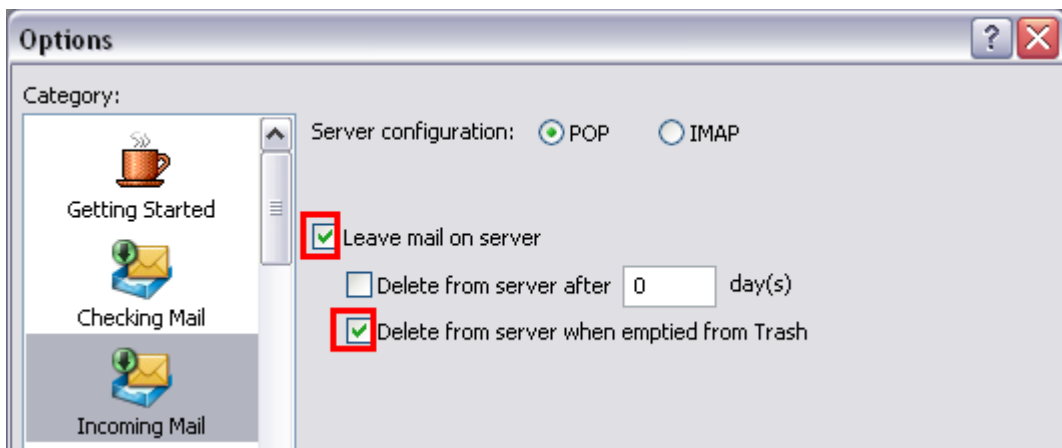 Options
Category:
Getting Started
Checking Mail
Incoming Mail
Server configuration: POP IMAP
Leave mail on server
Delete from server after 0 day(s)
Delete from server when emptied from Trash